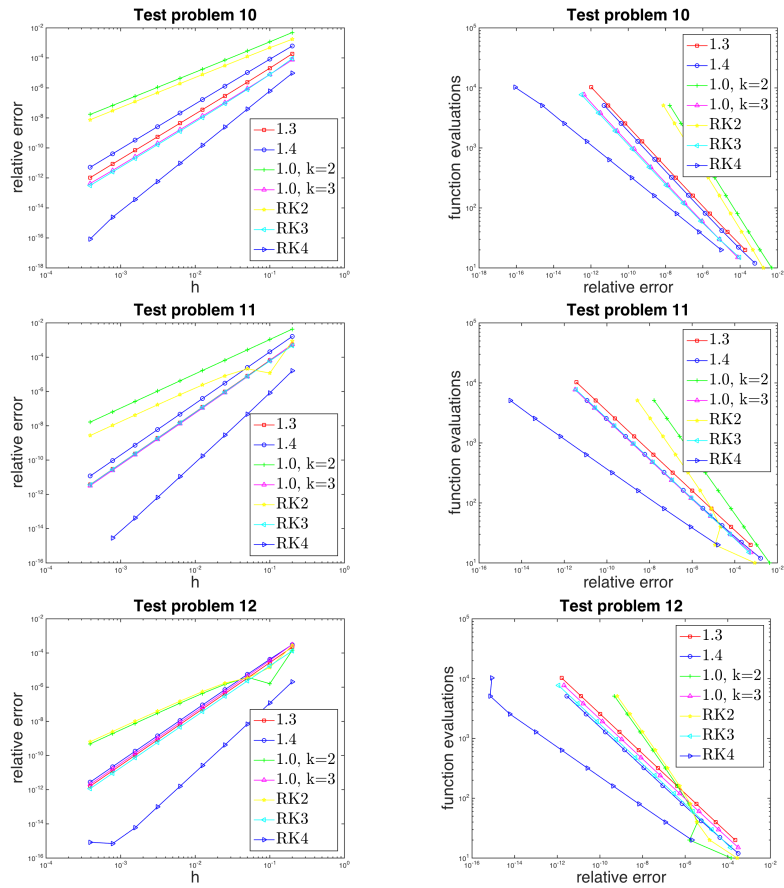 Test problem 10
relative error
10^-2
10^-4
10^-6
10^-8
10^-10
10^-12
10^-14
10^-16
10^-18
1.3
1.4
1.0, k=2
1.0, k=3
RK2
RK3
RK4
10^-4 10^-3 10^-2 10^-1 10^0
h
Test problem 10
function evaluations
10^5
10^4
10^3
10^2
10^1
1.3
1.4
1.0, k=2
1.0, k=3
RK2
RK3
RK4
10^-18 10^-16 10^-14 10^-12 10^-10 10^-8 10^-6 10^-4 10^-2
relative error
Test problem 11
relative error
10^-2
10^-4
10^-6
10^-8
10^-10
10^-12
10^-14
10^-16
1.3
1.4
1.0, k=2
1.0, k=3
RK2
RK3
RK4
10^-4 10^-3 10^-2 10^-1 10^0
h
Test problem 11
function evaluations
10^5
10^4
10^3
10^2
10^1
1.3
1.4
1.0, k=2
1.0, k=3
RK2
RK3
RK4
10^-16 10^-14 10^-12 10^-10 10^-8 10^-6 10^-4 10^-2
relative error
Test problem 12
relative error
10^-2
10^-4
10^-6
10^-8
10^-10
10^-12
10^-14
10^-16
1.3
1.4
1.0, k=2
1.0, k=3
RK2
RK3
RK4
10^-4 10^-3 10^-2 10^-1 10^0
h
Test problem 12
function evaluations
10^5
10^4
10^3
10^2
10^1
1.3
1.4
1.0, k=2
1.0, k=3
RK2
RK3
RK4
10^-16 10^-14 10^-12 10^-10 10^-8 10^-6 10^-4 10^-2
relative error